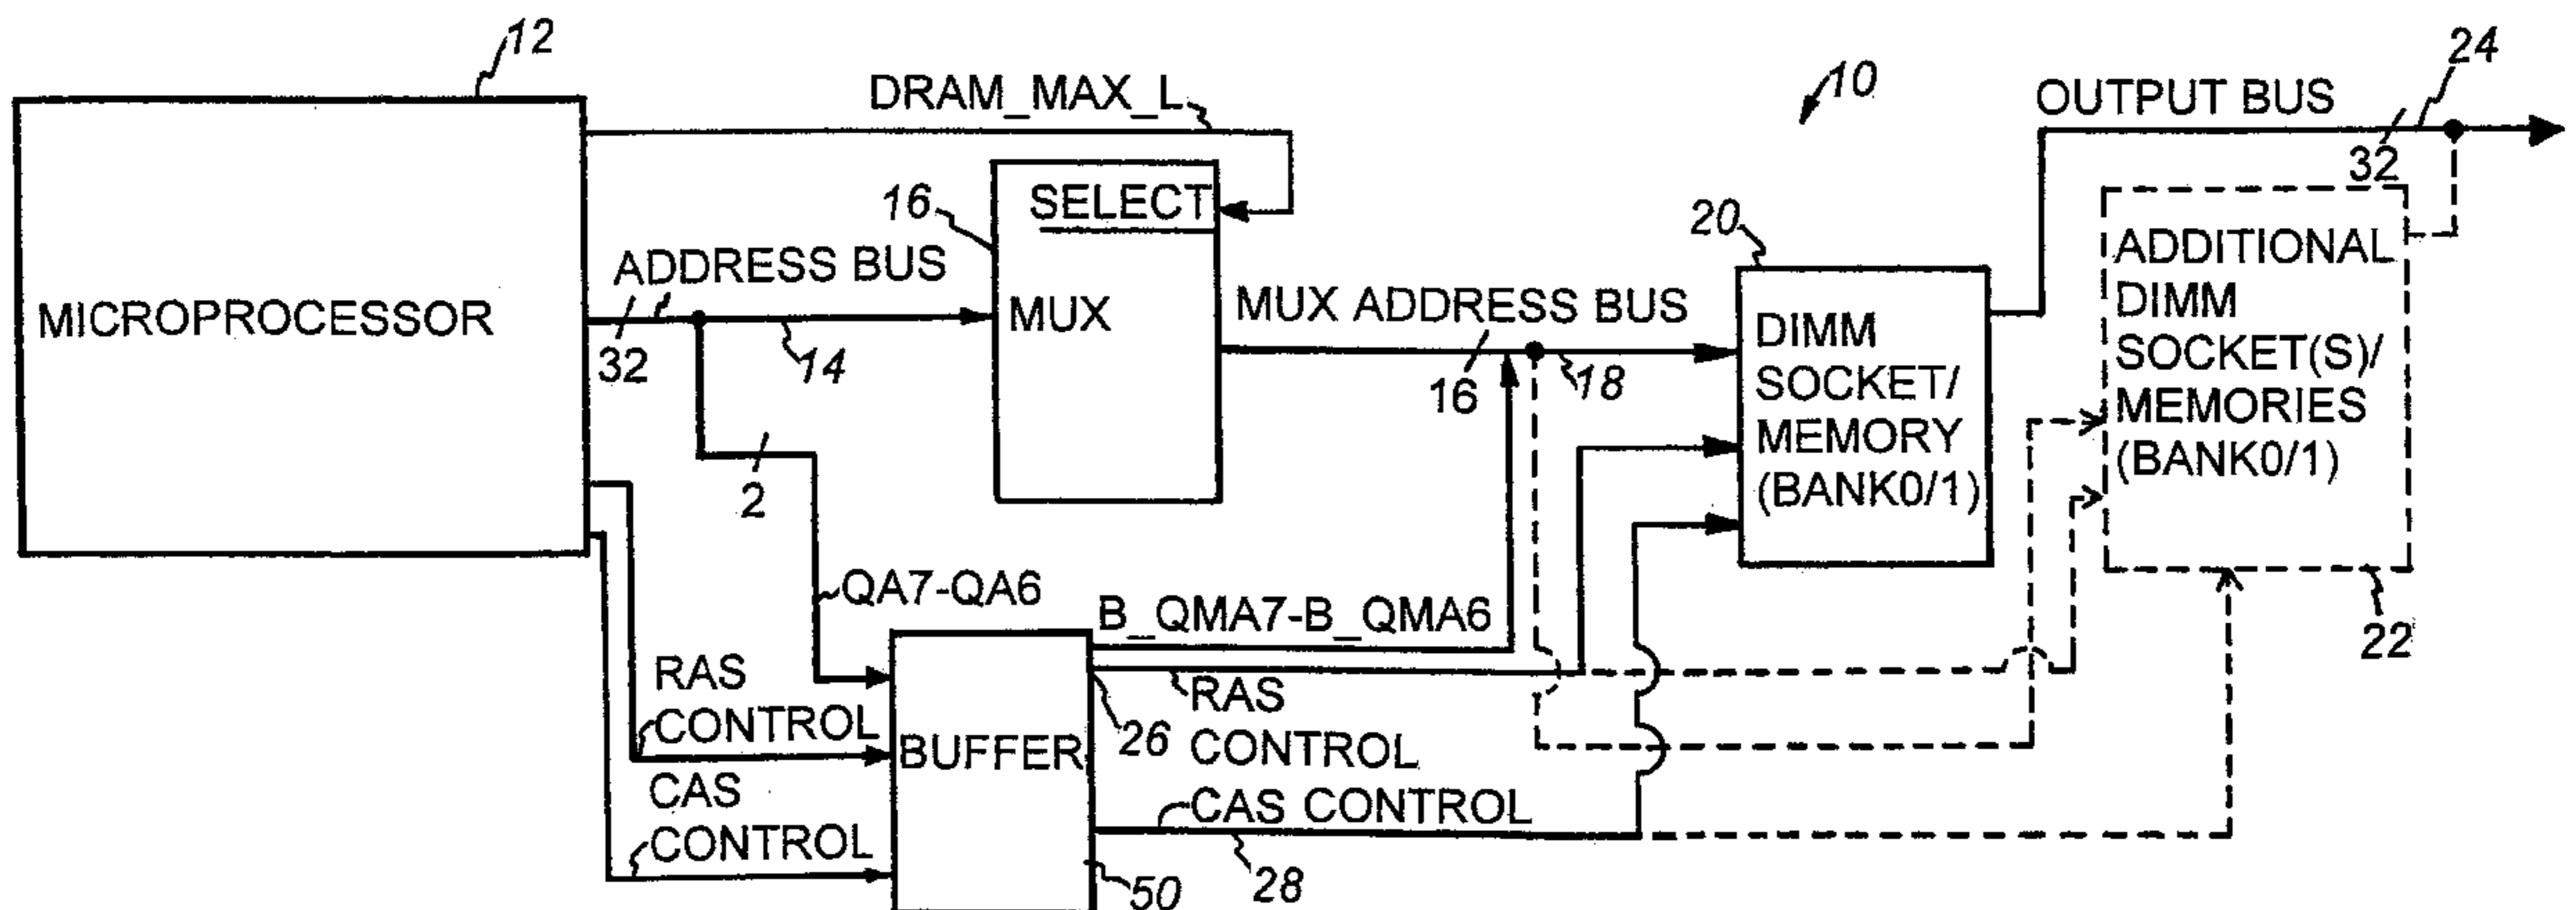 12
DRAM_MAX_L
10
OUTPUT BUS
24
32
SELECT
16
ADDRESS BUS
MICROPROCESSOR
32
14
MUX
MUX ADDRESS BUS
16
18
20
DIMM
SOCKET/
MEMORY
(BANK0/1)
ADDITIONAL
DIMM
SOCKET(S)/
MEMORIES
(BANK0/1)
22
2
QA7-QA6
B_QMA7-B_QMA6
RAS
CONTROL
CAS
CONTROL
BUFFER
26
RAS
CONTROL
CAS CONTROL
28
50